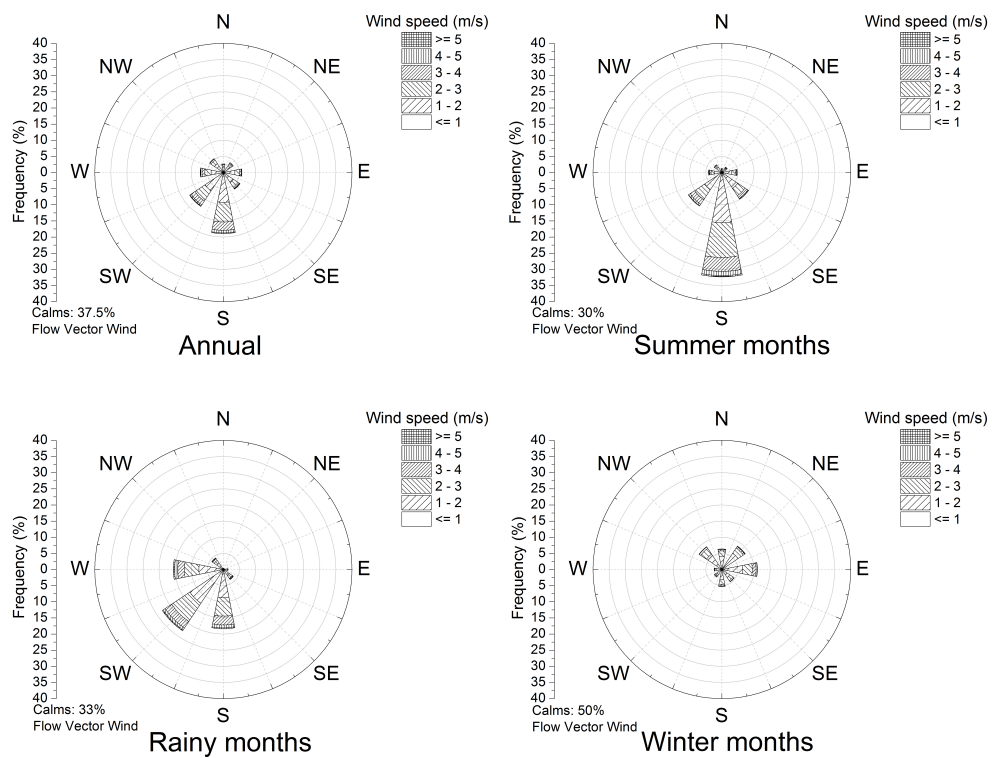 N
Wind speed (m/s)
>= 5
4 - 5
3 - 4
2 - 3
1 - 2
<= 1
NW
NE
W
E
SW
SE
S
Frequency (%)
40
35
30
25
20
15
10
5
0
5
10
15
20
25
30
35
40
Calms: 37.5%
Flow Vector Wind
Annual
N
Wind speed (m/s)
>= 5
4 - 5
3 - 4
2 - 3
1 - 2
<= 1
NW
NE
W
E
SW
SE
S
Frequency (%)
40
35
30
25
20
15
10
5
0
5
10
15
20
25
30
35
40
Calms: 30%
Flow Vector Wind
Summer months
N
Wind speed (m/s)
>= 5
4 - 5
3 - 4
2 - 3
1 - 2
<= 1
NW
NE
W
E
SW
SE
S
Frequency (%)
40
35
30
25
20
15
10
5
0
5
10
15
20
25
30
35
40
Calms: 33%
Flow Vector Wind
Rainy months
N
Wind speed (m/s)
>= 5
4 - 5
3 - 4
2 - 3
1 - 2
<= 1
NW
NE
W
E
SW
SE
S
Frequency (%)
40
35
30
25
20
15
10
5
0
5
10
15
20
25
30
35
40
Calms: 50%
Flow Vector Wind
Winter months